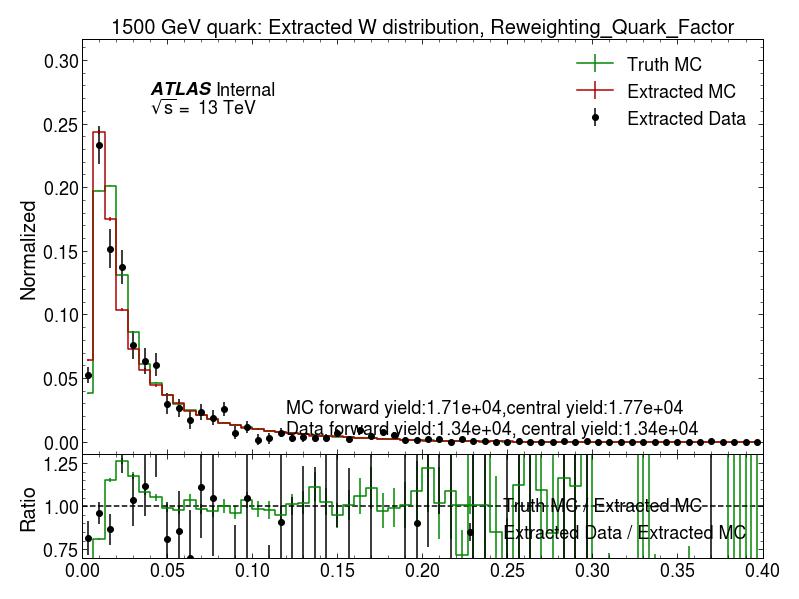 1500 GeV quark: Extracted W distribution, Reweighting_Quark_Factor
ATLAS Internal
√s = 13 TeV
Truth MC
Extracted MC
Extracted Data
Normalized
0.30
0.25
0.20
0.15
0.10
0.05
0.00
MC forward yield:1.71e+04,central yield:1.77e+04
Data forward yield:1.34e+04, central yield:1.34e+04
Ratio
1.25
1.00
0.75
Truth MC / Extracted MC
Extracted Data / Extracted MC
0.00 0.05 0.10 0.15 0.20 0.25 0.30 0.35 0.40